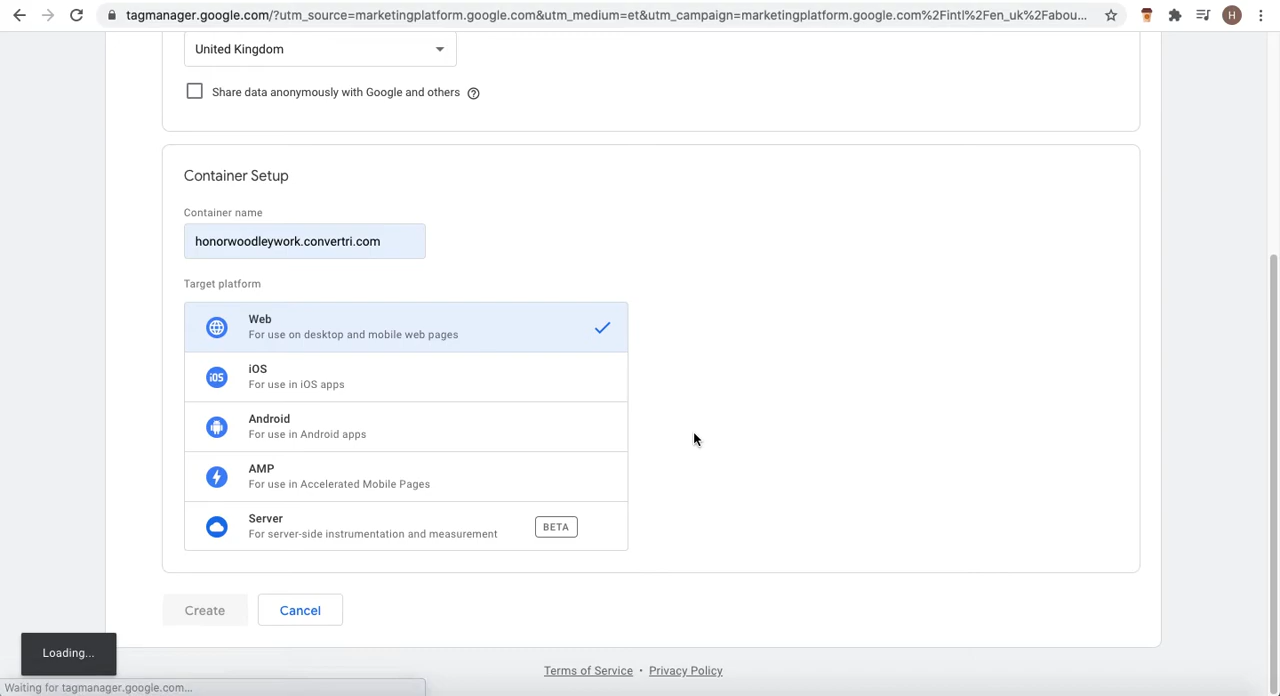 tagmanager.google.com/?utm_source=marketingplatform.google.com&utm_medium=et&utm_campaign=marketingplatform.google.com%2Fintl%2Fen_uk%2Fabou...
H
United Kingdom
Share data anonymously with Google and others
Container Setup
Container name
honorwoodleywork.convertri.com
Target platform
Web
For use on desktop and mobile web pages
iOS
iOS
For use in iOS apps
Android
For use in Android apps
AMP
For use in Accelerated Mobile Pages
Server
For server-side instrumentation and measurement
BETA
Create
Cancel
Loading...
Terms of Service • Privacy Policy
Waiting for tagmanager.google.com...